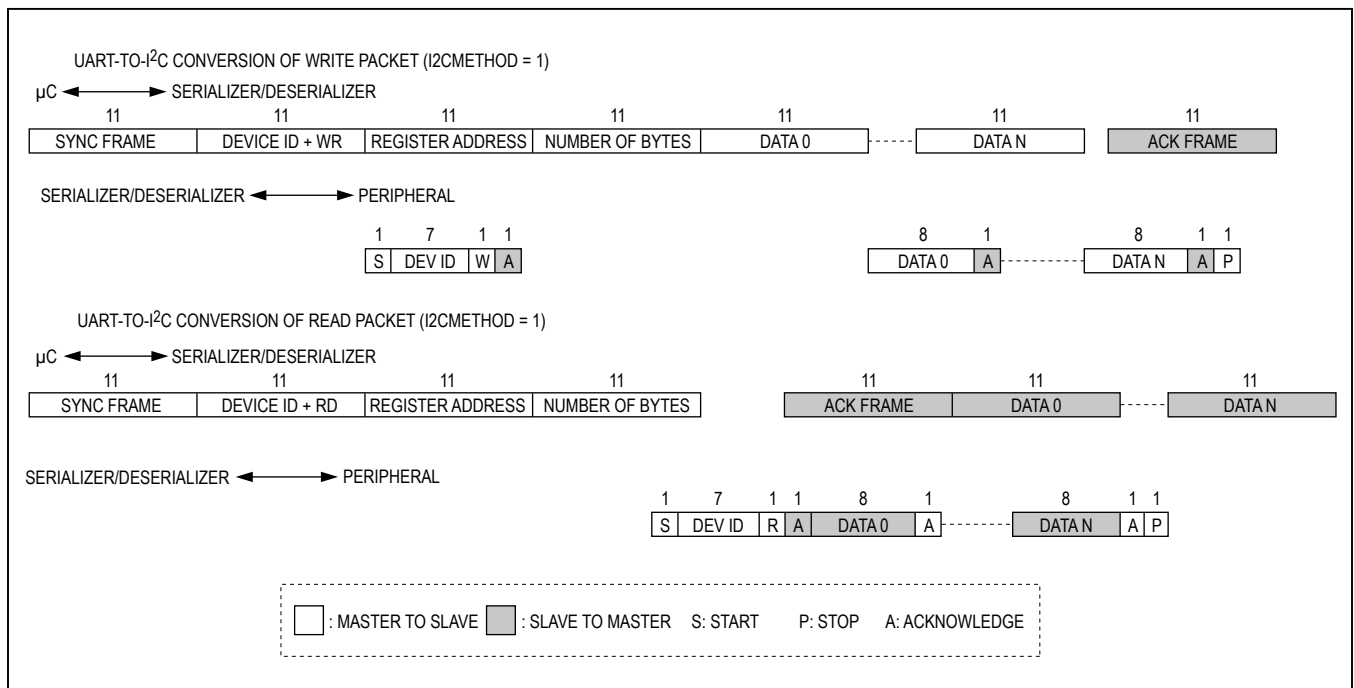 UART-TO-I2C CONVERSION OF WRITE PACKET (I2CMETHOD = 1)
µC SERIALIZER/DESERIALIZER
11 11 11 11 11 11 11
SYNC FRAME DEVICE ID + WR REGISTER ADDRESS NUMBER OF BYTES DATA 0 DATA N ACK FRAME
SERIALIZER/DESERIALIZER PERIPHERAL
1 7 1 1 8 1 8 1 1
S DEV ID W A DATA 0 A DATA N A P
UART-TO-I2C CONVERSION OF READ PACKET (I2CMETHOD = 1)
µC SERIALIZER/DESERIALIZER
11 11 11 11 11 11 11
SYNC FRAME DEVICE ID + RD REGISTER ADDRESS NUMBER OF BYTES ACK FRAME DATA 0 DATA N
SERIALIZER/DESERIALIZER PERIPHERAL
1 7 1 1 8 1 8 1 1
S DEV ID R A DATA 0 A DATA N A P
: MASTER TO SLAVE : SLAVE TO MASTER S: START P: STOP A: ACKNOWLEDGE